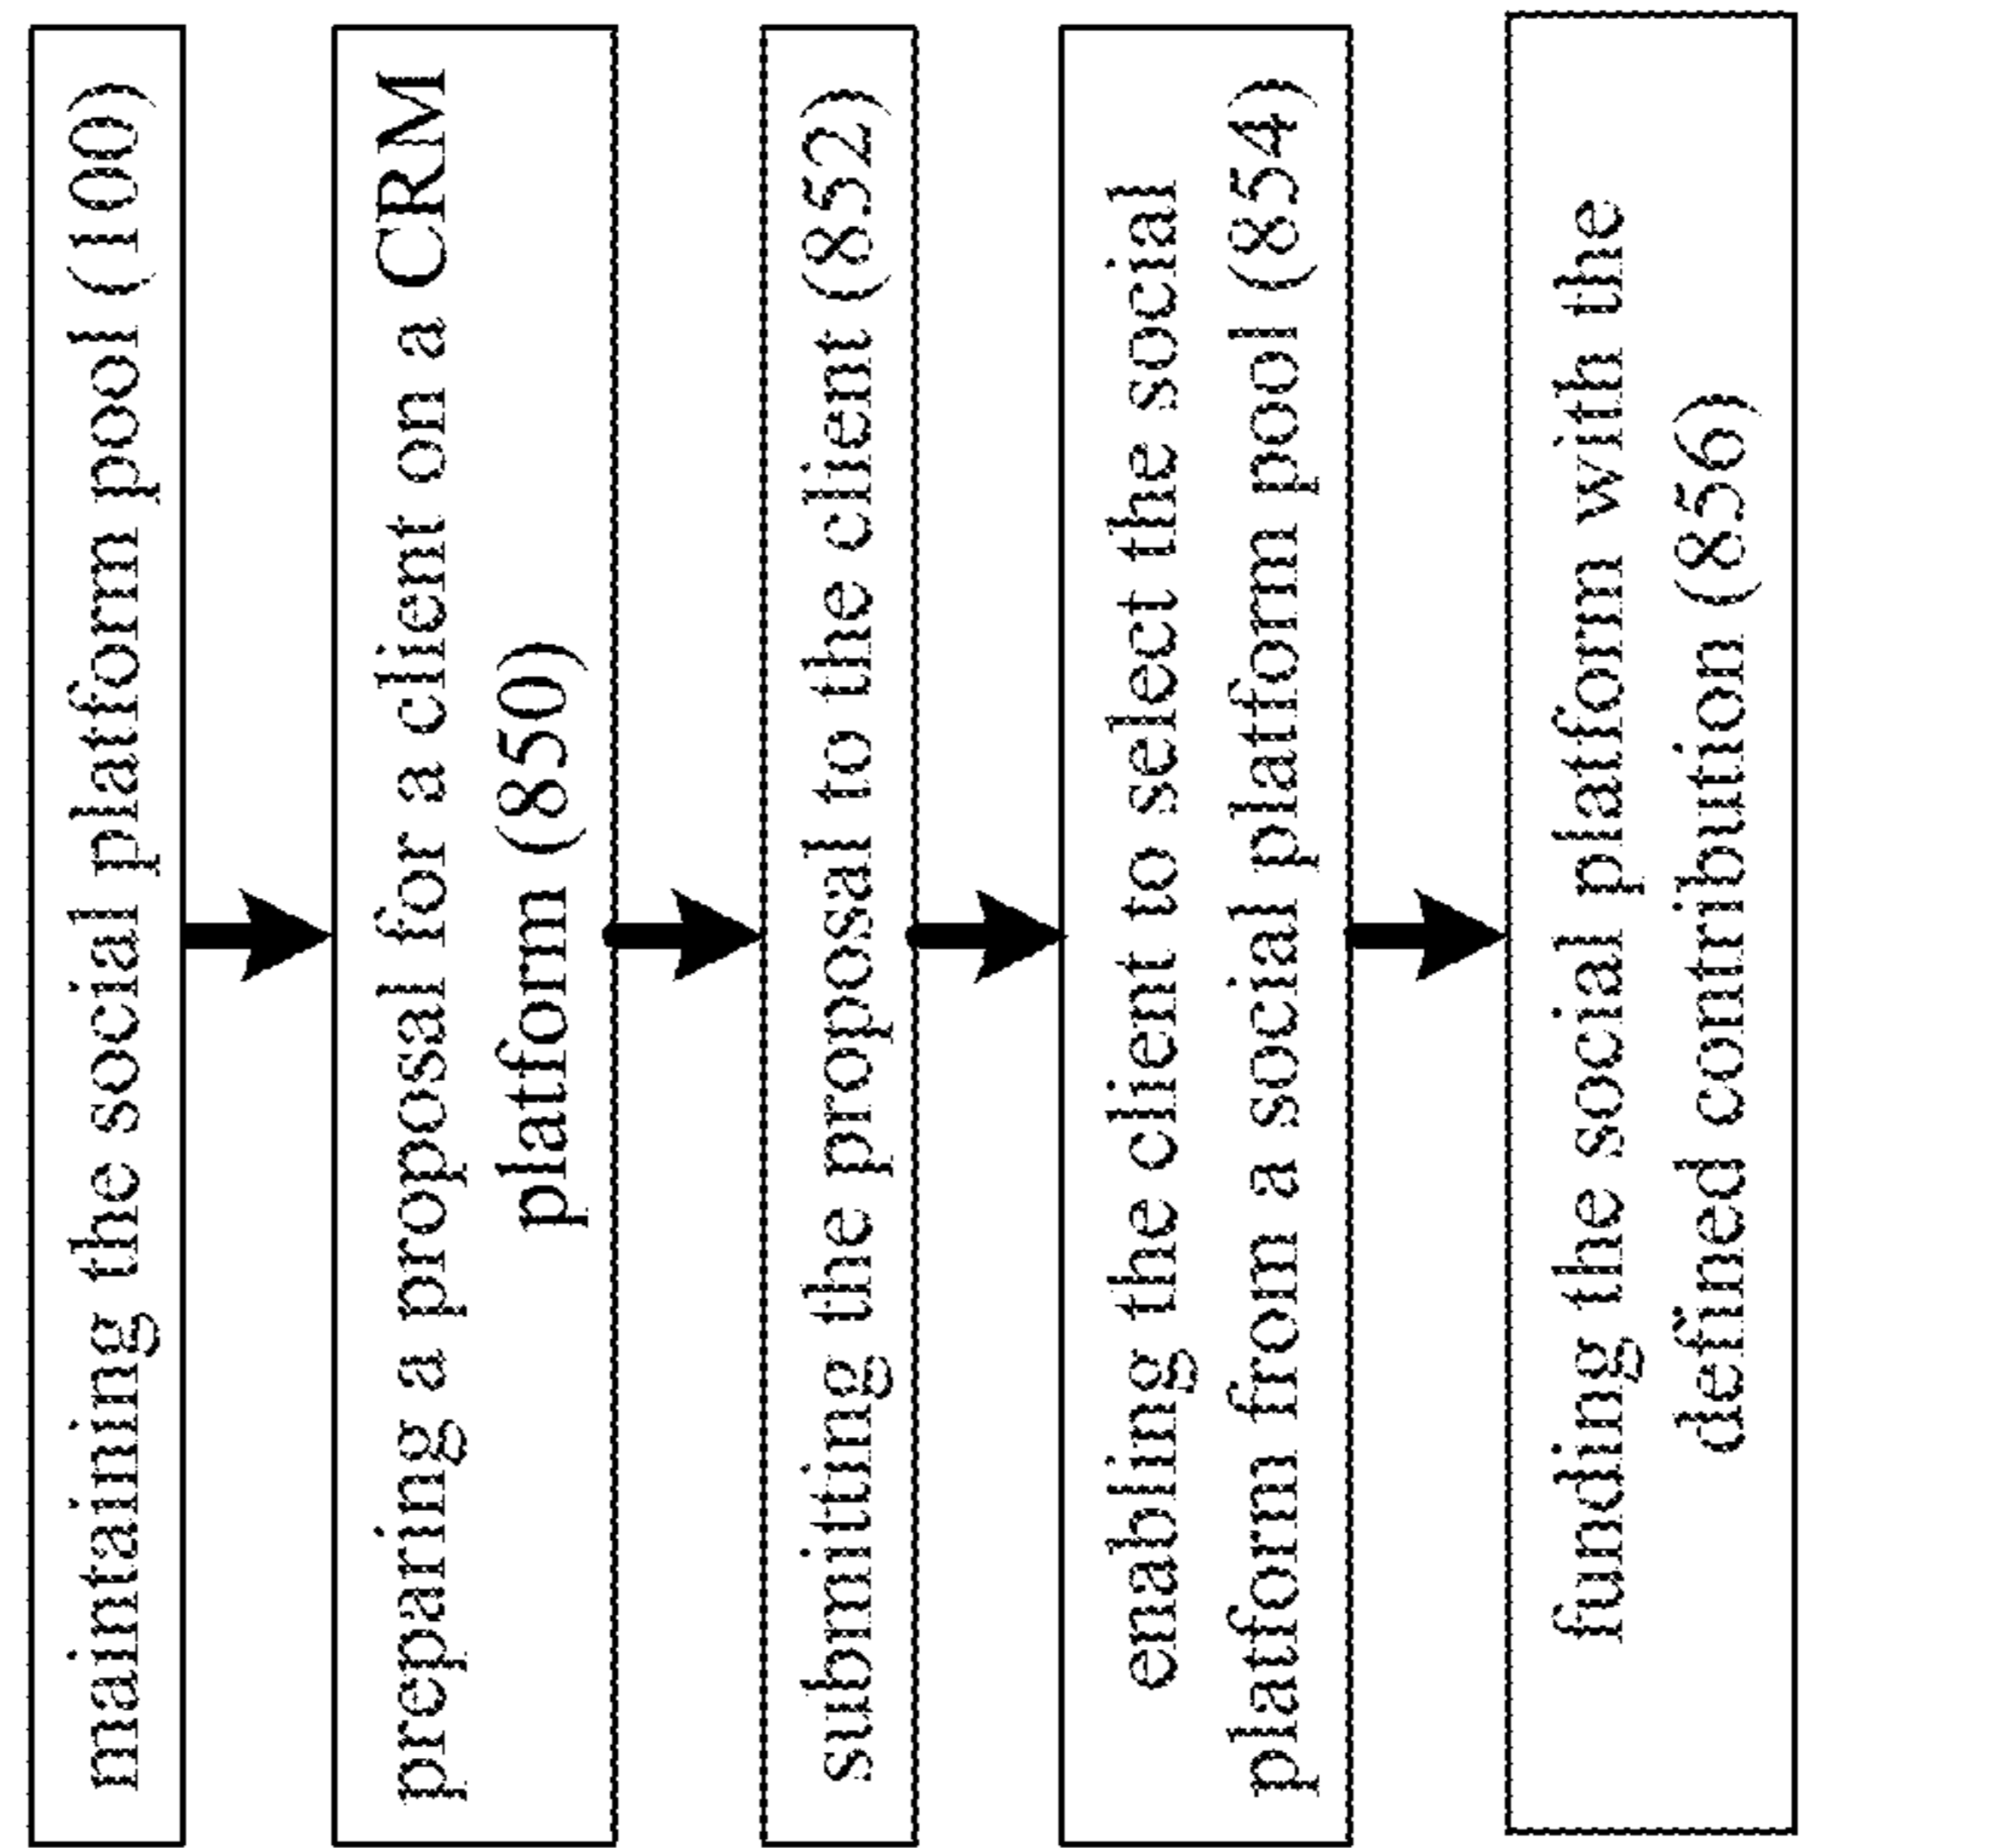 maintaining the social platform pool (100)
preparing a proposal for a client on a CRM
platform (850)
submitting the proposal to the client (852)
enabling the client to select the social
platform from a social platform pool (854)
funding the social platform with the
defined contribution (856)